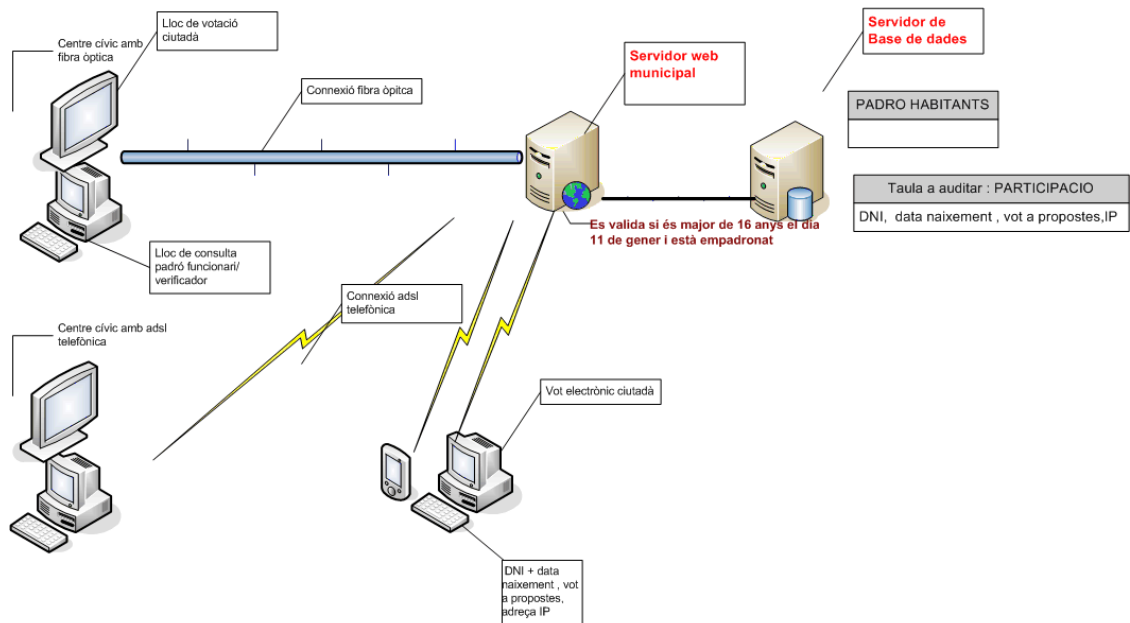 Lloc de votació
ciutadà
Centre cívic amb
fibra òptica
Servidor de
Base de dades
Servidor web
municipal
Connexió fibra òpitca
PADRO HABITANTS
Taula a auditar : PARTICIPACIO
DNI, data naixement , vot a propostes,IP
Es valida si és major de 16 anys el dia
11 de gener i està empadronat
Lloc de consulta
padró funcionari/
verificador
Connexió adsl
telefònica
Centre cívic amb adsl
telefònica
Vot electrònic ciutadà
DNI + data
naixement , vot
a propostes,
adreça IP